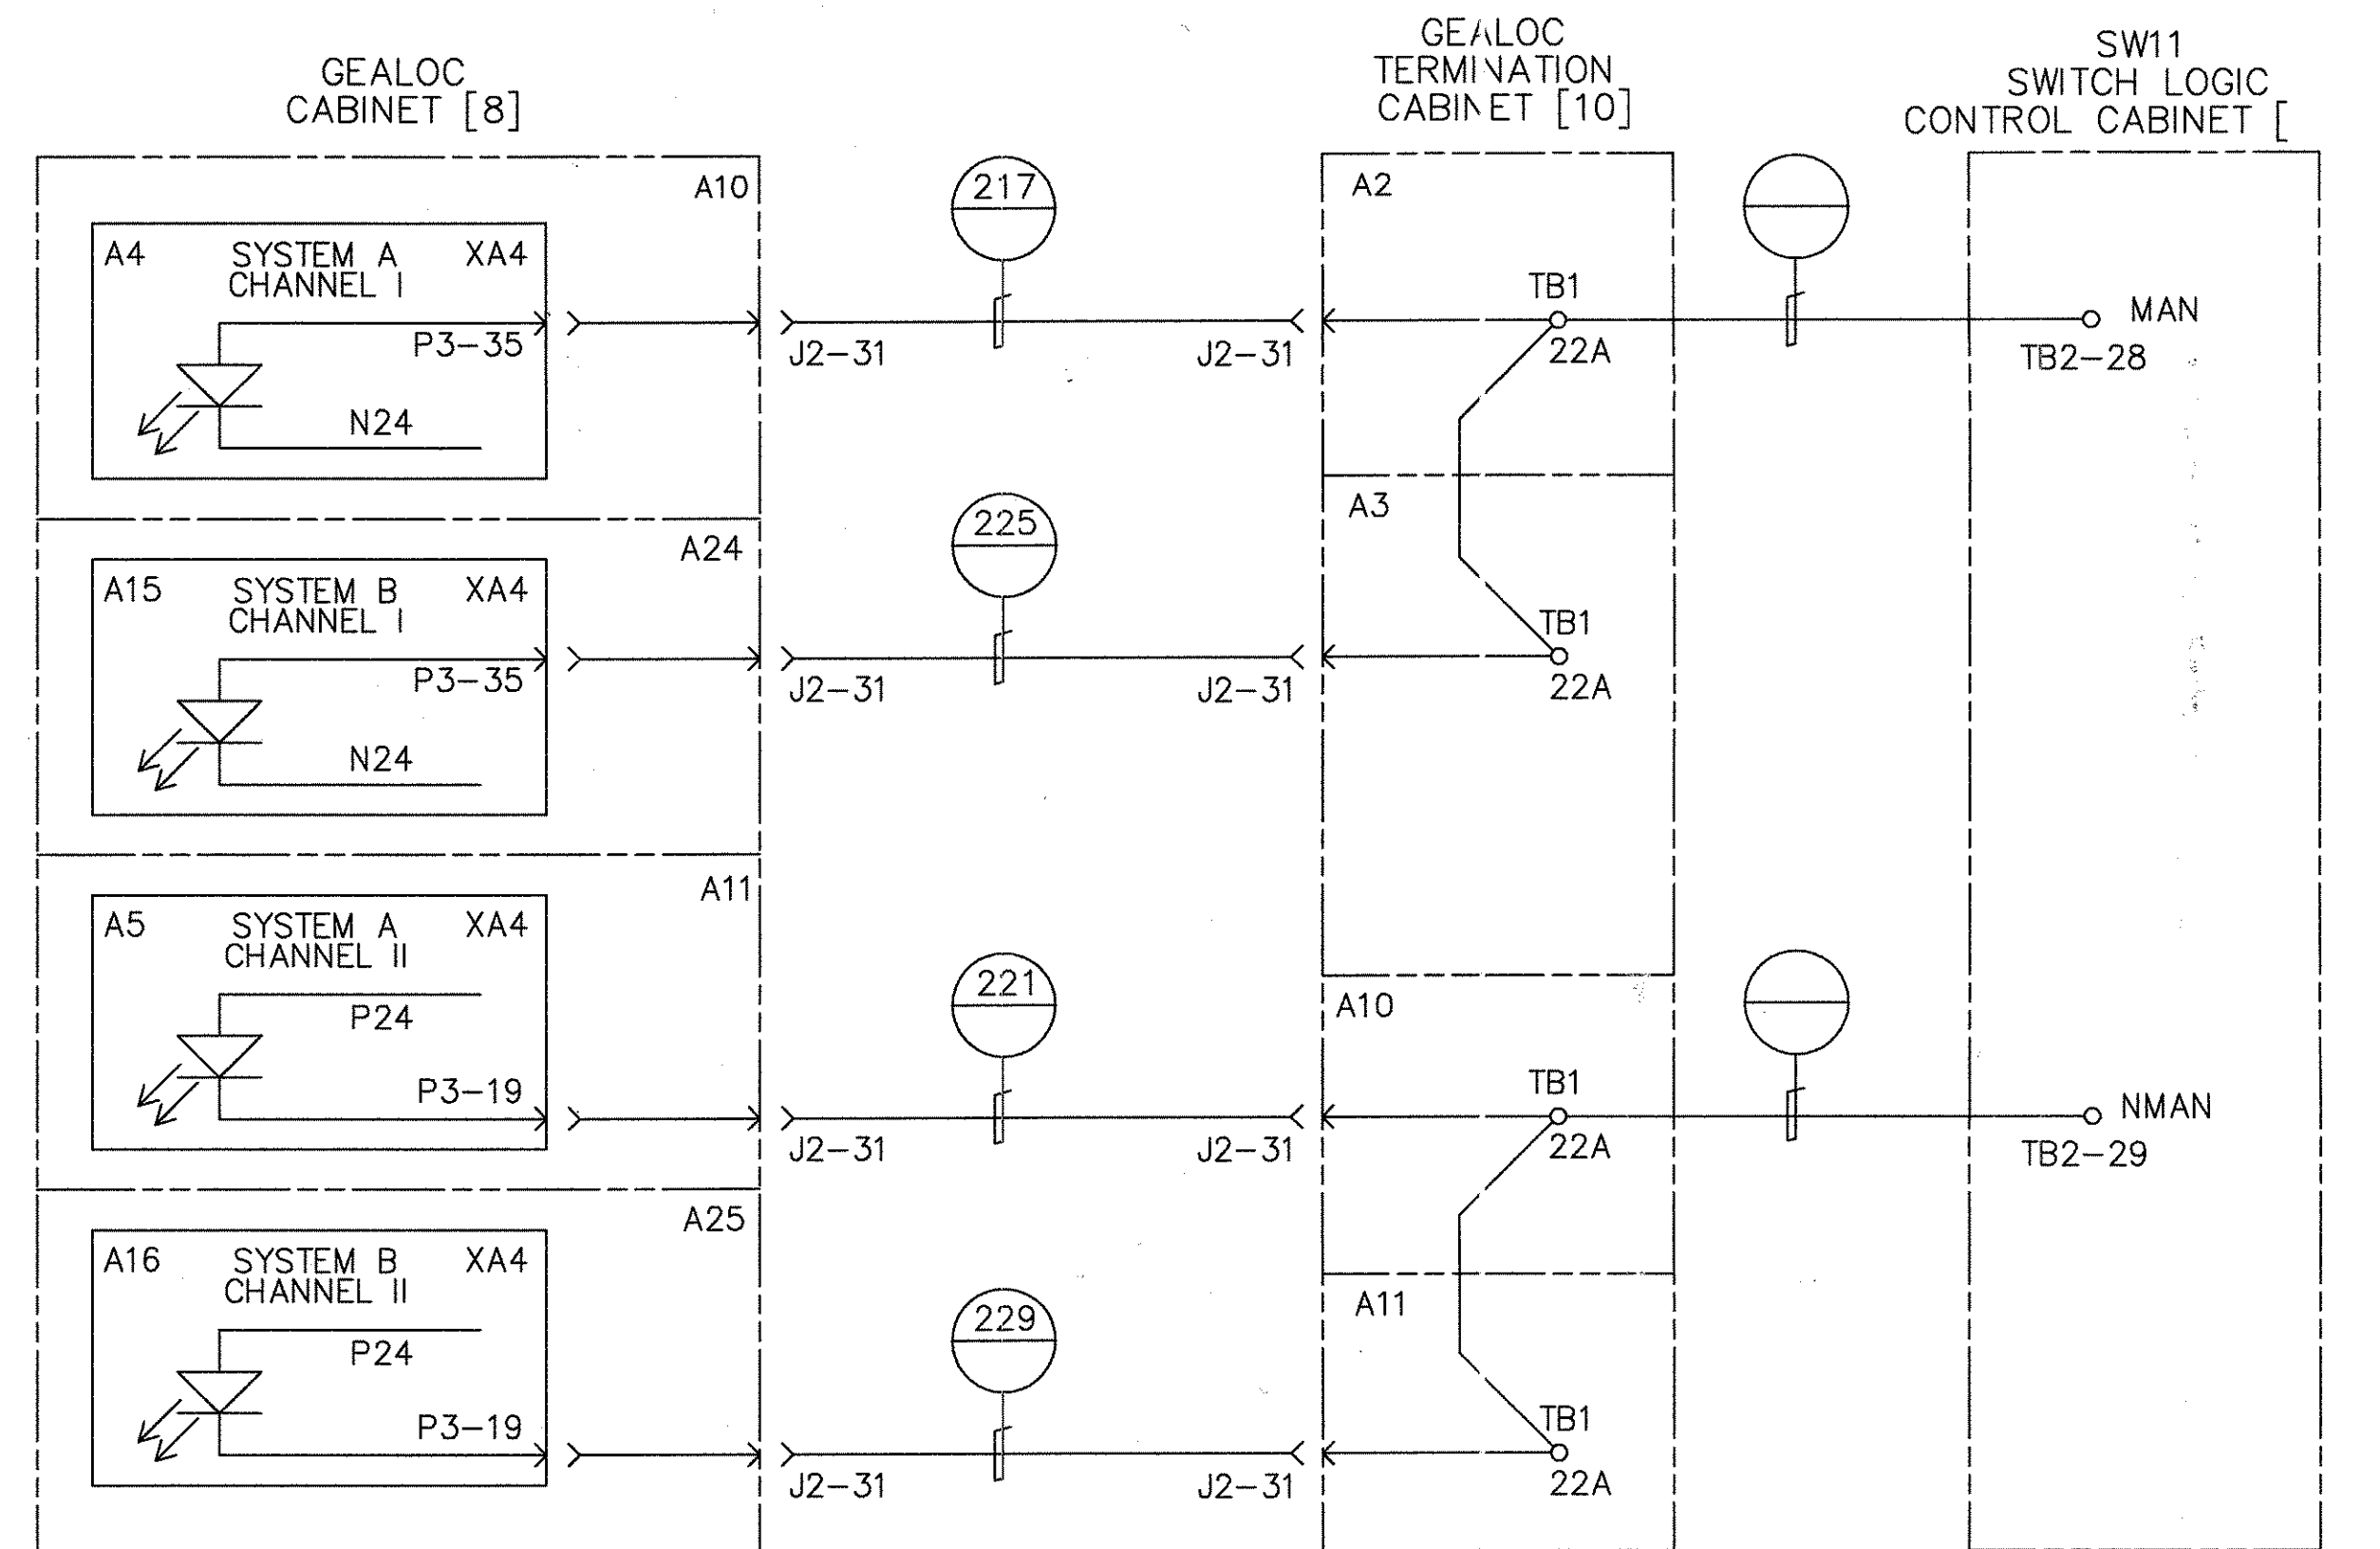 GEALOC
CABINET [8]
GEALOC
TERMINATION
CABINET [10]
SW11
SWITCH LOGIC
CONTROL CABINET [
A10
A4 SYSTEM A XA4
CHANNEL I
P3-35
N24
217
J2-31
J2-31
A2
TB1
22A
MAN
TB2-28
A24
A15 SYSTEM B XA4
CHANNEL I
P3-35
N24
225
J2-31
J2-31
A3
TB1
22A
A11
A5 SYSTEM A XA4
CHANNEL II
P24
P3-19
221
J2-31
J2-31
A10
TB1
22A
NMAN
TB2-29
A25
A16 SYSTEM B XA4
CHANNEL II
P24
P3-19
229
J2-31
J2-31
A11
TB1
22A